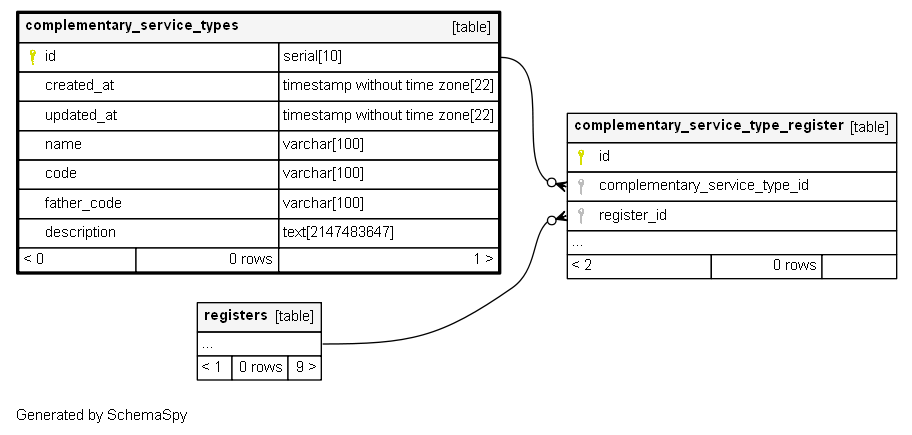 complementary_service_types [table]
id serial[10]
created_at timestamp without time zone[22]
updated_at timestamp without time zone[22]
name varchar[100]
code varchar[100]
father_code varchar[100]
description text[2147483647]
< 0 0 rows 1 >
complementary_service_type_register [table]
id
complementary_service_type_id
register_id
...
< 2 0 rows
registers [table]
...
< 1 0 rows 9 >
Generated by SchemaSpy